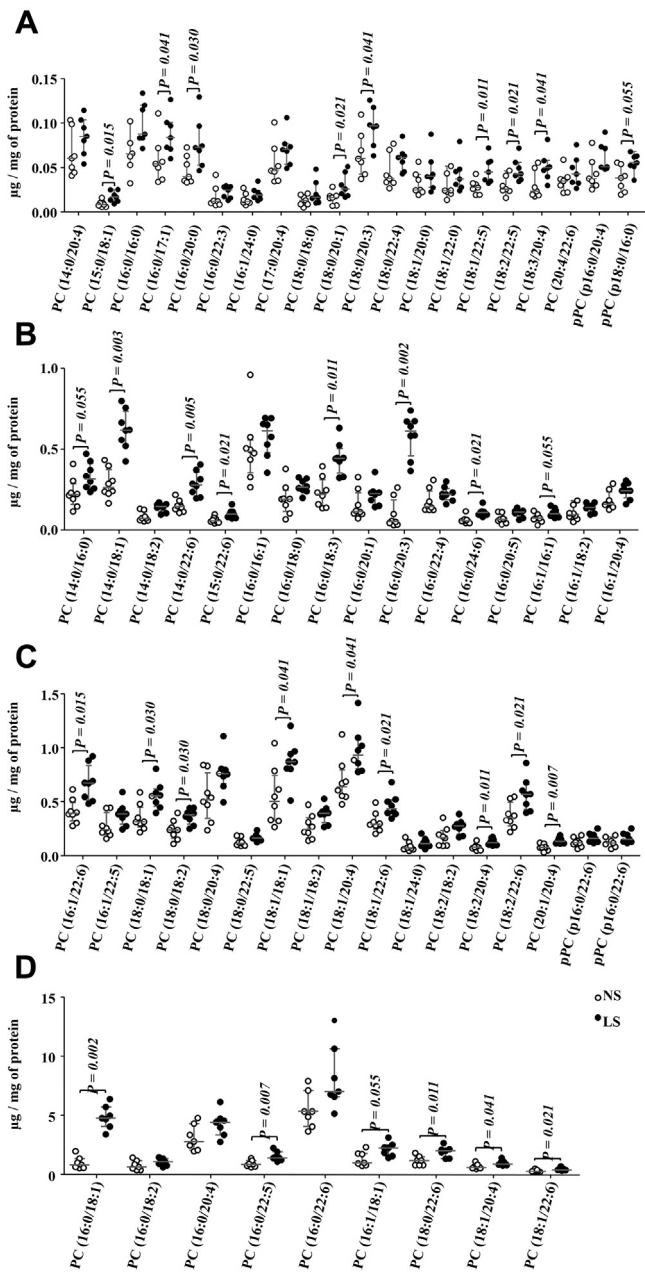 A
µg / mg of protein
0.15
0.10
0.05
0.00
P = 0.015
P = 0.041
P = 0.030
P = 0.021
P = 0.041
P = 0.011
P = 0.021
P = 0.041
P = 0.055
PC (14:0/20:4)
PC (15:0/18:1)
PC (16:0/16:0)
PC (16:0/17:1)
PC (16:0/20:0)
PC (16:0/22:3)
PC (16:1/24:0)
PC (17:0/20:4)
PC (18:0/18:0)
PC (18:0/20:1)
PC (18:0/20:3)
PC (18:0/22:4)
PC (18:1/20:0)
PC (18:1/22:0)
PC (18:1/22:5)
PC (18:2/22:5)
PC (18:3/20:4)
PC (20:4/22:6)
pPC (p16:0/20:4)
pPC (p18:0/16:0)
B
µg / mg of protein
1.0
0.5
0.0
P = 0.055
P = 0.003
P = 0.005
P = 0.021
P = 0.011
P = 0.002
P = 0.021
P = 0.055
PC (14:0/16:0)
PC (14:0/18:1)
PC (14:0/18:2)
PC (14:0/22:6)
PC (15:0/22:6)
PC (16:0/16:1)
PC (16:0/18:0)
PC (16:0/18:3)
PC (16:0/20:1)
PC (16:0/20:3)
PC (16:0/22:4)
PC (16:0/24:6)
PC (16:0/20:5)
PC (16:1/16:1)
PC (16:1/18:2)
PC (16:1/20:4)
C
µg / mg of protein
1.5
1.0
0.5
0.0
P = 0.015
P = 0.030
P = 0.030
P = 0.041
P = 0.041
P = 0.021
P = 0.011
P = 0.021
P = 0.007
PC (16:1/22:6)
PC (16:1/22:5)
PC (18:0/18:1)
PC (18:0/18:2)
PC (18:0/20:4)
PC (18:0/22:5)
PC (18:1/18:1)
PC (18:1/18:2)
PC (18:1/20:4)
PC (18:1/22:6)
PC (18:1/24:0)
PC (18:2/18:2)
PC (18:2/20:4)
PC (18:2/22:6)
PC (20:1/20:4)
pPC (p16:0/22:6)
pPC (p16:0/22:6)
D
µg / mg of protein
15
10
5
0
P = 0.002
P = 0.007
P = 0.055
P = 0.011
P = 0.041
P = 0.021
NS
LS
PC (16:0/18:1)
PC (16:0/18:2)
PC (16:0/20:4)
PC (16:0/22:5)
PC (16:0/22:6)
PC (16:1/18:1)
PC (18:0/22:6)
PC (18:1/20:4)
PC (18:1/22:6)